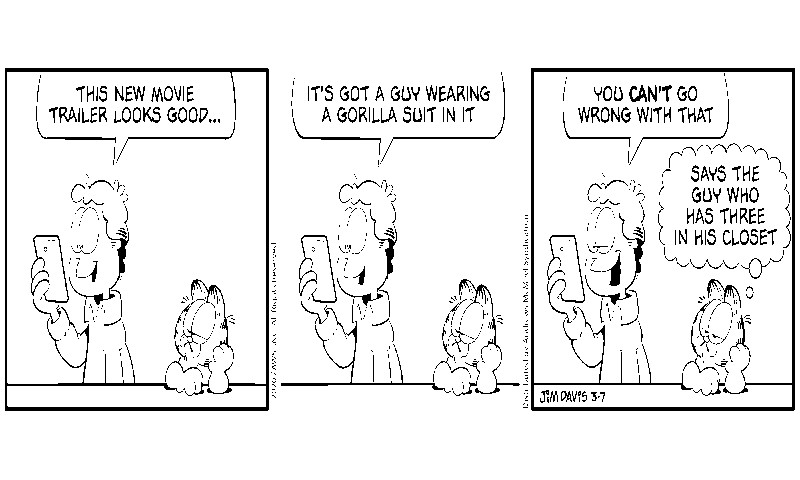 THIS NEW MOVIE
TRAILER LOOKS GOOD...
IT'S GOT A GUY WEARING
A GORILLA SUIT IN IT
YOU CAN'T GO
WRONG WITH THAT
SAYS THE
GUY WHO
HAS THREE
IN HIS CLOSET
JIM DAVIS 3-7